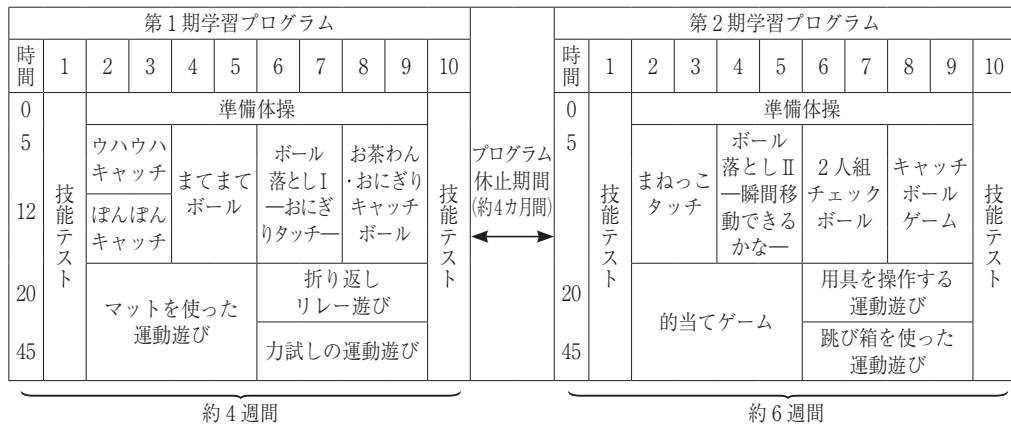 第1期学習プログラム
時間
1
2
3
4
5
6
7
8
9
10
0
5
12
20
45
技能テスト
準備体操
ウハウハ
キャッチ
ぽんぽん
キャッチ
まてまて
ボール
ボール
落としⅠ
―おにぎ
りタッチ―
お茶わん
・おにぎり
キャッチ
ボール
マットを使った
運動遊び
折り返し
リレー遊び
力試しの運動遊び
技能テスト
約4週間
プログラム
休止期間
(約4カ月間)
第2期学習プログラム
時間
1
2
3
4
5
6
7
8
9
10
0
5
12
20
45
技能テスト
準備体操
まねっこ
タッチ
ボール
落としⅡ
―瞬間移
動できる
かな―
2人組
チェック
ボール
キャッチ
ボール
ゲーム
的当てゲーム
用具を操作する
運動遊び
跳び箱を使った
運動遊び
技能テスト
約6週間